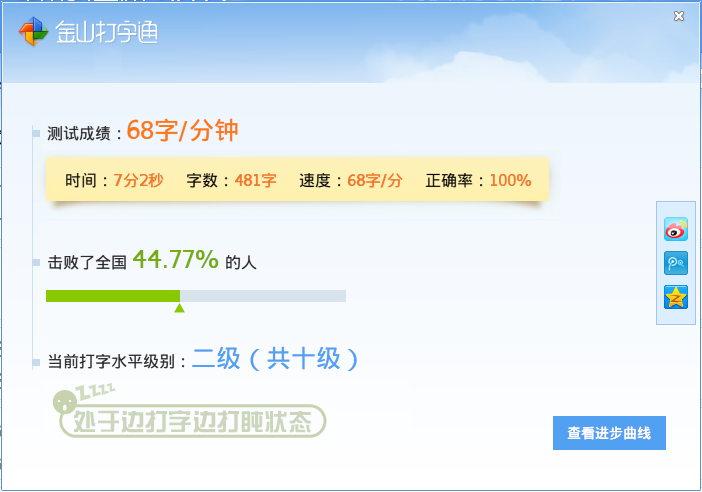 金山打字通
测试成绩：68字/分钟
时间：7分2秒 字数：481字 速度：68字/分 正确率：100%
击败了全国 44.77% 的人
当前打字水平级别：二级（共十级）
zzzz
处于边打字边打盹状态
查看进步曲线